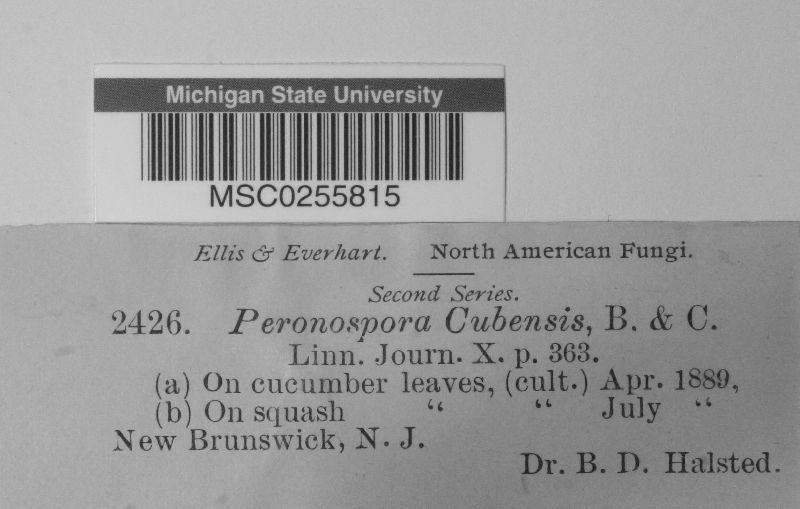 Michigan State University
MSC0255815
Ellis & Everhart. North American Fungi.
Second Series.
2426. Peronospora Cubensis, B. & C.
Linn. Journ. X. p. 363.
(a) On cucumber leaves, (cult.) Apr. 1889,
(b) On squash “ “ July “
New Brunswick, N. J.
Dr. B. D. Halsted.